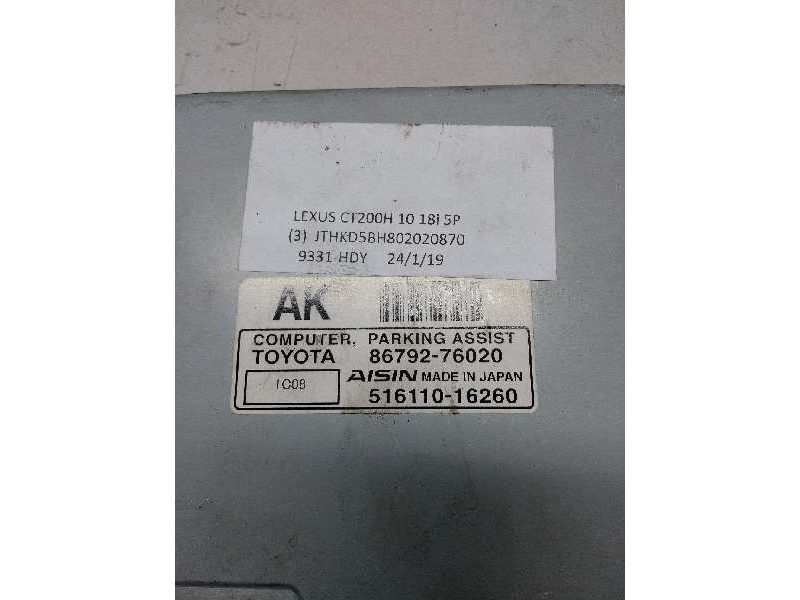 LEXUS CT200H 10 18i 5P
(3) JTHKD5BH802020870
9331-HDY 24/1/19
AK
COMPUTER, PARKING ASSIST
TOYOTA 86792-76020
1C08 AISIN MADE IN JAPAN
516110-16260